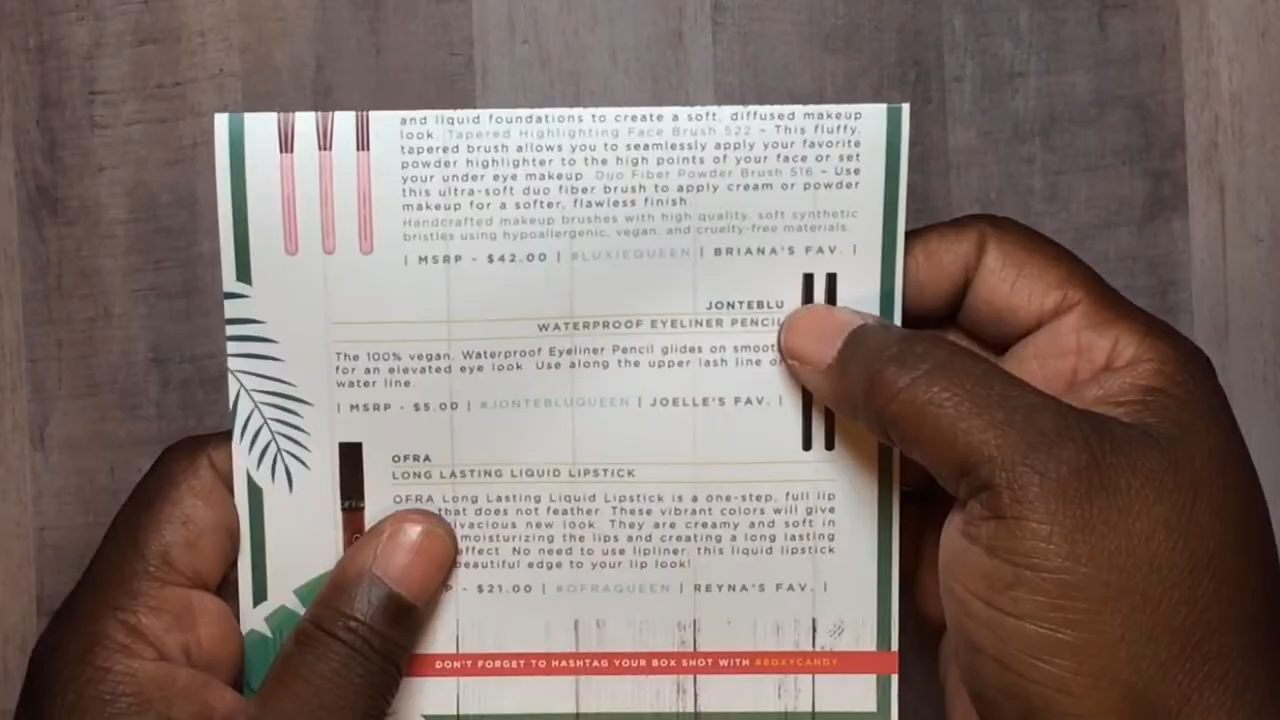 and liquid foundations to create a soft, diffused makeup
look. Tapered Highlighting Face Brush 522 – This fluffy,
tapered brush allows you to seamlessly apply your favorite
powder highlighter to the high points of your face or set
your under eye makeup. Duo Fiber Powder Brush 516 – Use
this ultra-soft duo fiber brush to apply cream or powder
makeup for a softer, flawless finish.
Handcrafted makeup brushes with high quality, soft synthetic
bristles using hypoallergenic, vegan, and cruelty-free materials.
| MSRP - $42.00 | #LUXIEQUEEN | BRIANA'S FAV. |
JONTEBLU
WATERPROOF EYELINER PENCIL
The 100% vegan, Waterproof Eyeliner Pencil glides on smoot
for an elevated eye look. Use along the upper lash line or
water line.
| MSRP - $5.00 | #JONTEBLUQUEEN | JOELLE'S FAV. |
OFRA
LONG LASTING LIQUID LIPSTICK
OFRA Long Lasting Liquid Lipstick is a one-step, full lip
that does not feather. These vibrant colors will give
ivacious new look. They are creamy and soft in
moisturizing the lips and creating a long lasting
effect. No need to use lipliner, this liquid lipstick
beautiful edge to your lip look!
P - $21.00 | #OFRAQUEEN | REYNA'S FAV. |
DON'T FORGET TO HASHTAG YOUR BOX SHOT WITH #BOXYCANDY